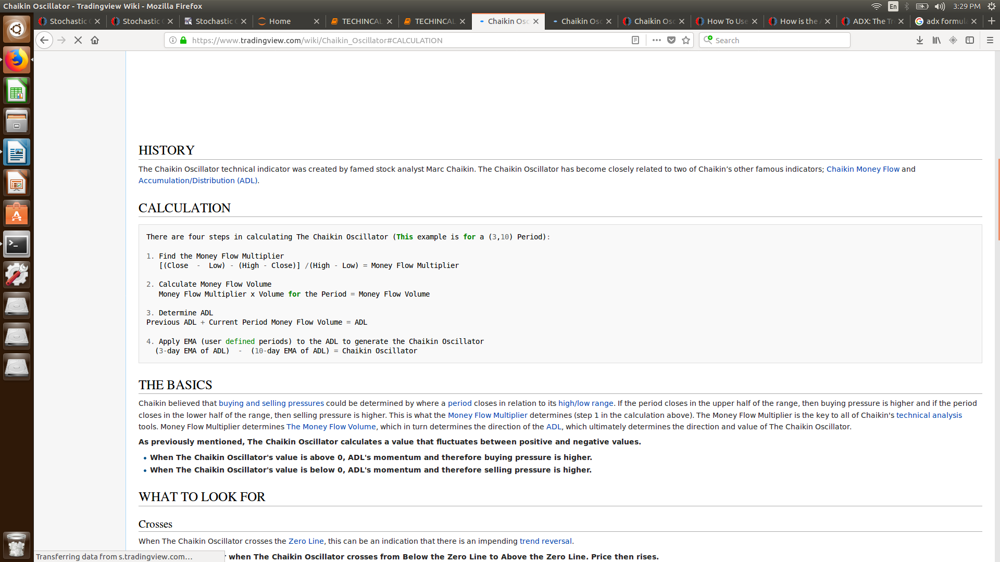 Chaikin Oscillator - Tradingview Wiki - Mozilla Firefox
En
3:29 PM
Stochastic
Stochastic
Stochastic
Home
TECHINCAL
TECHINCAL
Chaikin Osc
Chaikin Osc
Chaikin Os
How To Use
How is the
ADX: The Tr
adx formula
https://www.tradingview.com/wiki/Chaikin_Oscillator#CALCULATION
Search
HISTORY
The Chaikin Oscillator technical indicator was created by famed stock analyst Marc Chaikin. The Chaikin Oscillator has become closely related to two of Chaikin’s other famous indicators; Chaikin Money Flow and
Accumulation/Distribution (ADL).
CALCULATION
There are four steps in calculating The Chaikin Oscillator (This example is for a (3,10) Period):
1. Find the Money Flow Multiplier
[(Close  -  Low) - (High - Close)] /(High - Low) = Money Flow Multiplier
2. Calculate Money Flow Volume
Money Flow Multiplier x Volume for the Period = Money Flow Volume
3. Determine ADL
Previous ADL + Current Period Money Flow Volume = ADL
4. Apply EMA (user defined periods) to the ADL to generate the Chaikin Oscillator
(3-day EMA of ADL)  -  (10-day EMA of ADL) = Chaikin Oscillator
THE BASICS
Chaikin believed that buying and selling pressures could be determined by where a period closes in relation to its high/low range. If the period closes in the upper half of the range, then buying pressure is higher and if the period
closes in the lower half of the range, then selling pressure is higher. This is what the Money Flow Multiplier determines (step 1 in the calculation above). The Money Flow Multiplier is the key to all of Chaikin's technical analysis
tools. Money Flow Multiplier determines The Money Flow Volume, which in turn determines the direction of the ADL, which ultimately determines the direction and value of The Chaikin Oscillator.
As previously mentioned, The Chaikin Oscillator calculates a value that fluctuates between positive and negative values.
• When The Chaikin Oscillator's value is above 0, ADL's momentum and therefore buying pressure is higher.
• When The Chaikin Oscillator's value is below 0, ADL's momentum and therefore selling pressure is higher.
WHAT TO LOOK FOR
Crosses
When The Chaikin Oscillator crosses the Zero Line, this can be an indication that there is an impending trend reversal.
when The Chaikin Oscillator crosses from Below the Zero Line to Above the Zero Line. Price then rises.
Transferring data from s.tradingview.com…